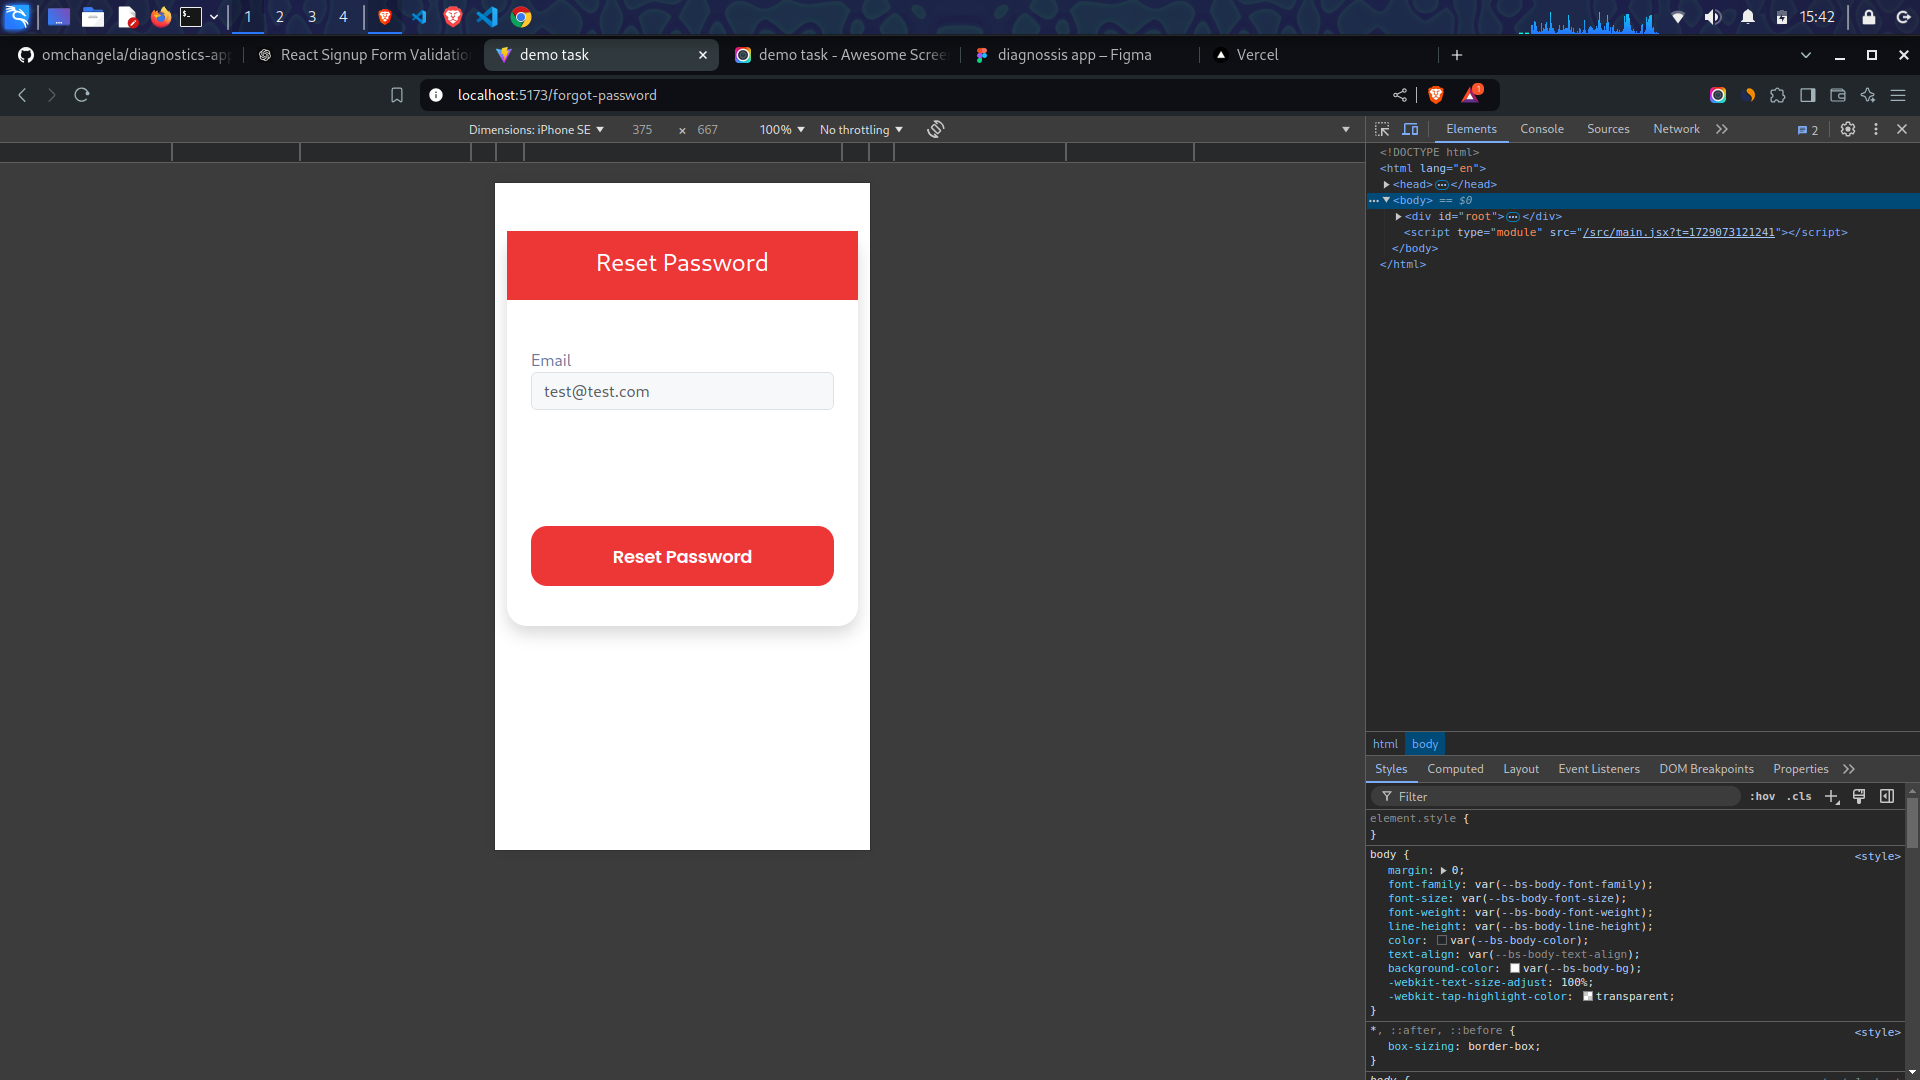 1 2 3 4 15:42
omchangela/diagnostics-app React Signup Form Validatio demo task demo task - Awesome Scree diagnossis app – Figma Vercel
localhost:5173/forgot-password 1
Dimensions: iPhone SE 375 × 667 100% No throttling
Elements Console Sources Network 2
<!DOCTYPE html>
<html lang="en">
<head> </head>
<body> == $0
<div id="root"> </div>
<script type="module" src="/src/main.jsx?t=1729073121241"></script>
</body>
</html>
Reset Password
Email
test@test.com
Reset Password
html body
Styles Computed Layout Event Listeners DOM Breakpoints Properties
Filter :hov .cls
element.style {
}
body { <style>
margin: 0;
font-family: var(--bs-body-font-family);
font-size: var(--bs-body-font-size);
font-weight: var(--bs-body-font-weight);
line-height: var(--bs-body-line-height);
color: var(--bs-body-color);
text-align: var(--bs-body-text-align);
background-color: var(--bs-body-bg);
-webkit-text-size-adjust: 100%;
-webkit-tap-highlight-color: transparent;
}
*, ::after, ::before { <style>
box-sizing: border-box;
}
body {